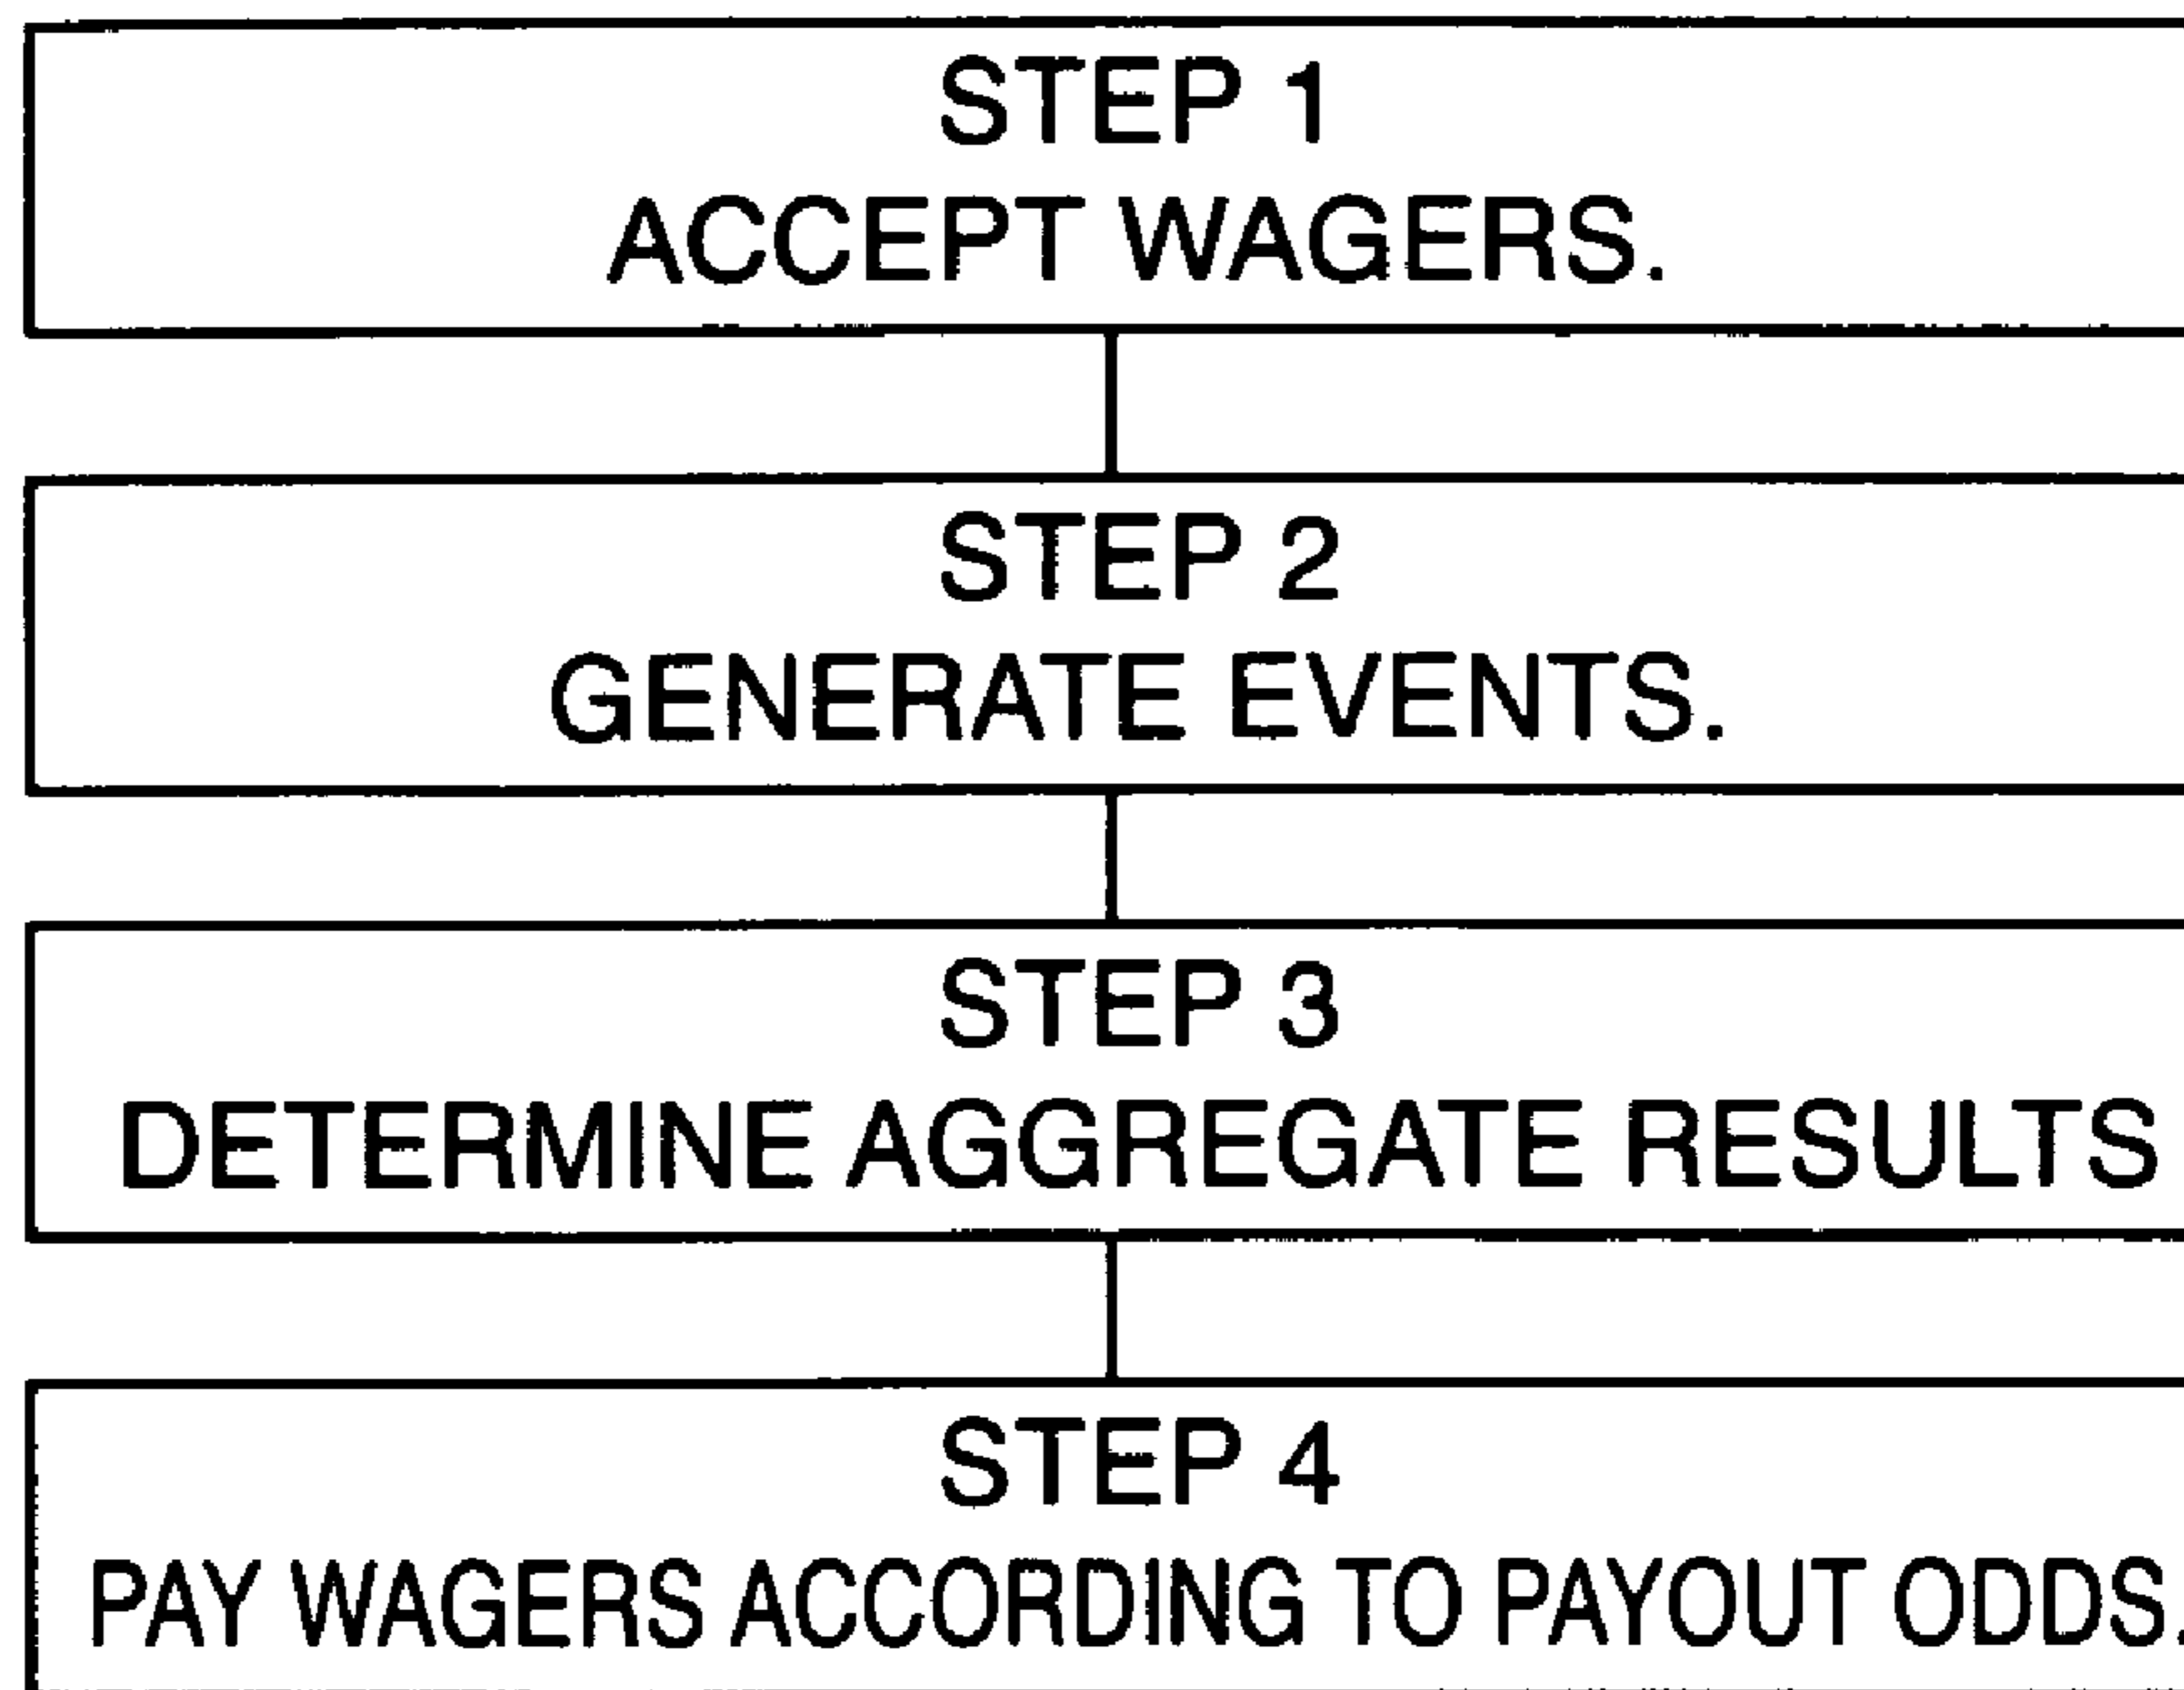 STEP 1
ACCEPT WAGERS.
STEP 2
GENERATE EVENTS.
STEP 3
DETERMINE AGGREGATE RESULTS
STEP 4
PAY WAGERS ACCORDING TO PAYOUT ODDS.